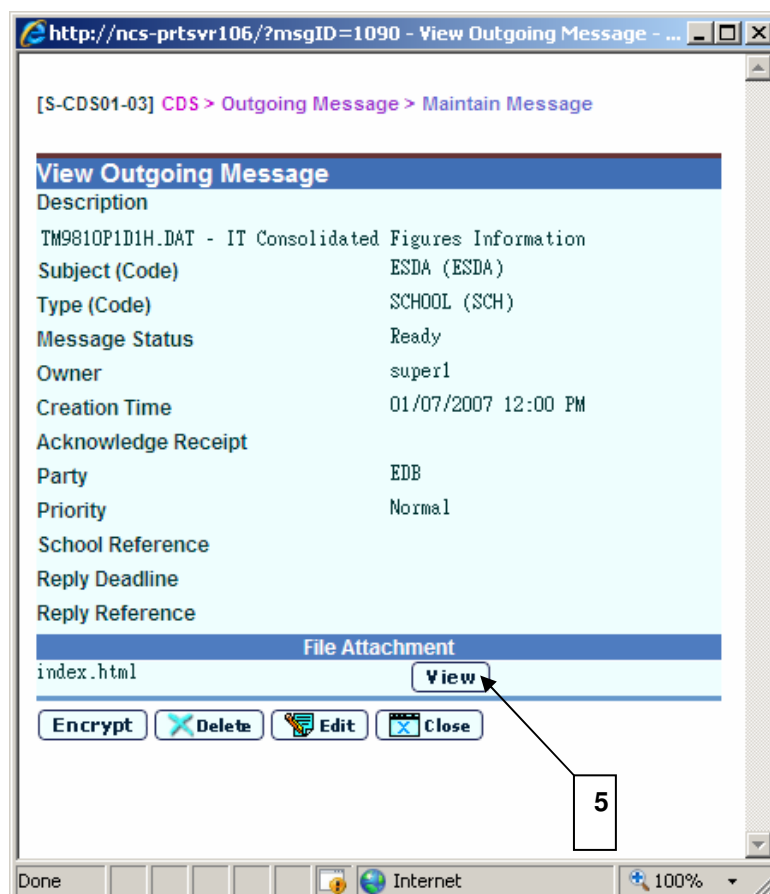 http://ncs-prtsvr106/?msgID=1090 - View Outgoing Message - ...
[S-CDS01-03] CDS > Outgoing Message > Maintain Message
View Outgoing Message
Description
TM9810P1D1H.DAT - IT Consolidated Figures Information
Subject (Code) ESDA (ESDA)
Type (Code) SCHOOL (SCH)
Message Status Ready
Owner super1
Creation Time 01/07/2007 12:00 PM
Acknowledge Receipt
Party EDB
Priority Normal
School Reference
Reply Deadline
Reply Reference
File Attachment
index.html View
Encrypt Delete Edit Close
5
Done Internet 100%